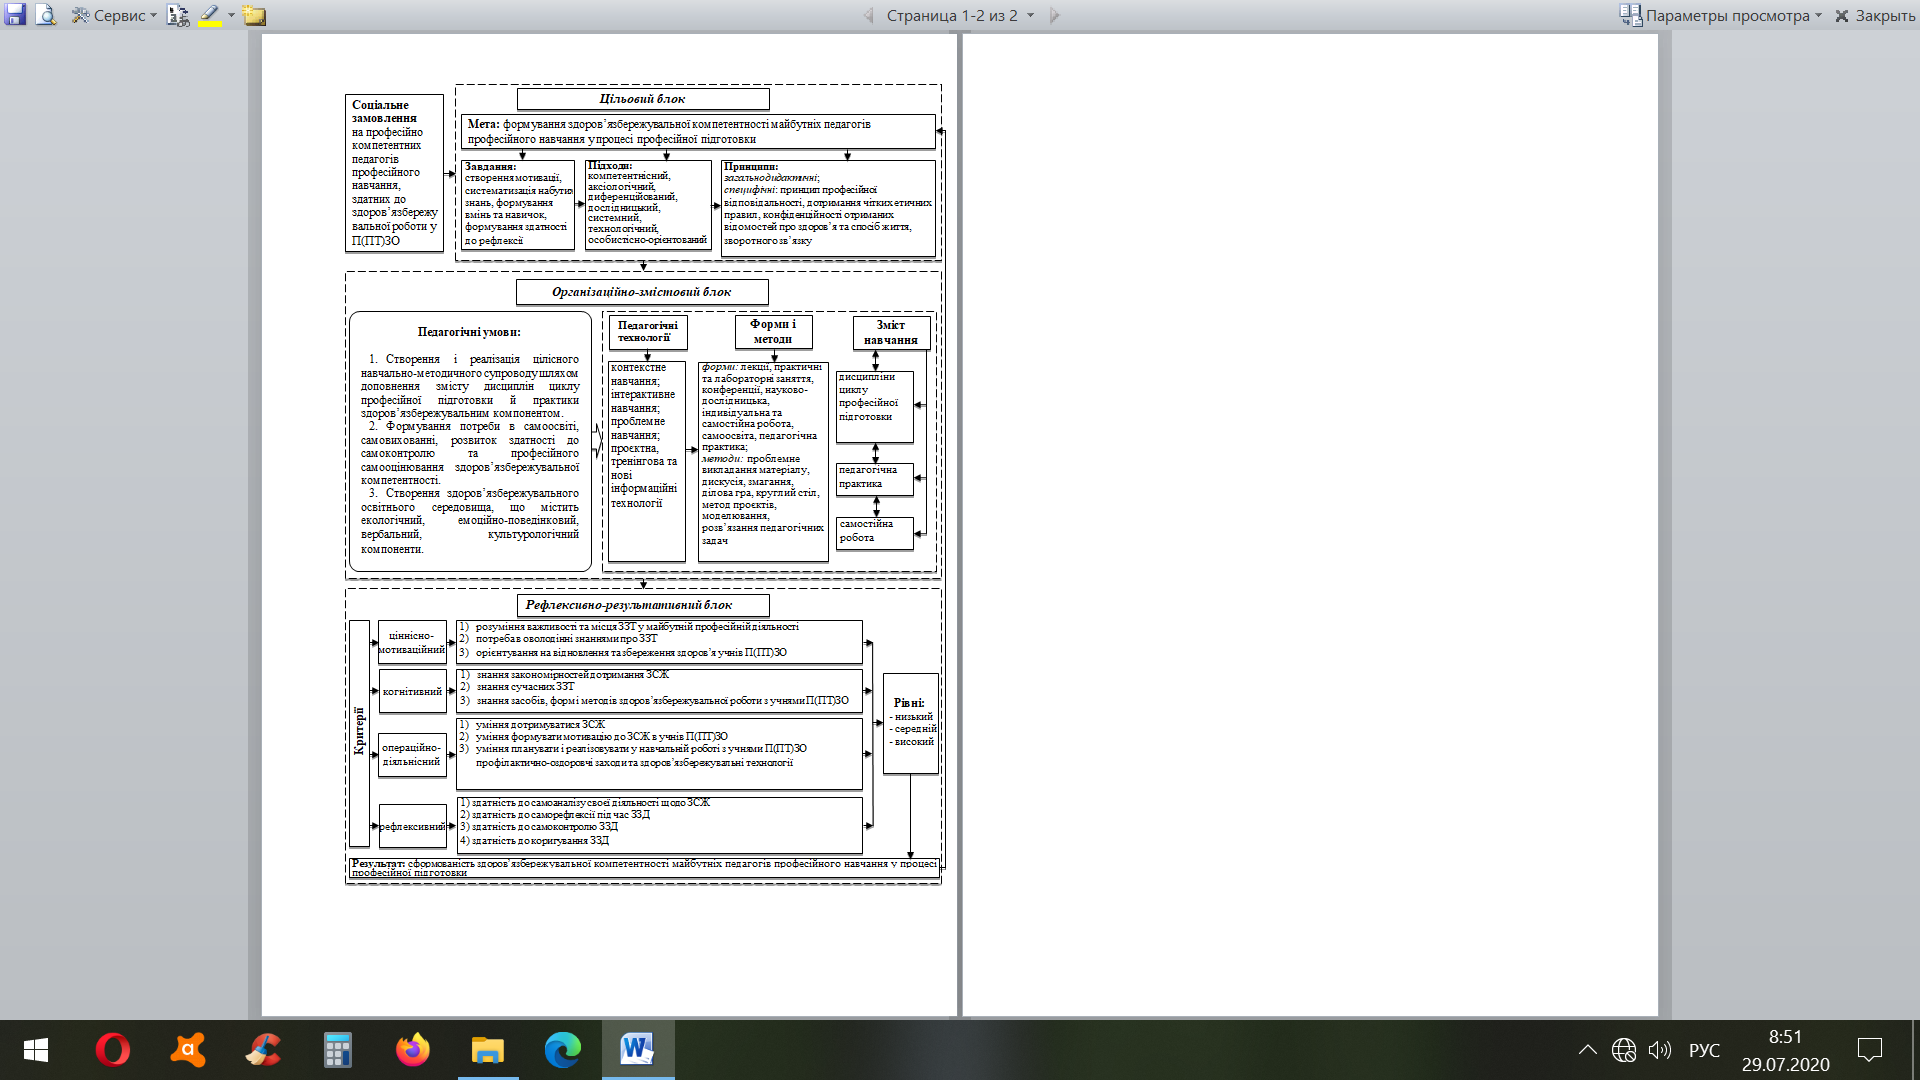 Сервис
Страница 1-2 из 2
Параметры просмотра
Закрыть
Соціальне
замовлення
на професійно
компетентних
педагогів
професійного
навчання,
здатних до
здоров’язбережу
вальної роботи у
П(ПТ)ЗО
Цільовий блок
Мета: формування здоров’язбережувальної компетентності майбутніх педагогів
професійного навчання у процесі професійної підготовки
Завдання:
створення мотивації,
систематизація набутих
знань, формування
вмінь та навичок,
формування здатності
до рефлексії
Підходи:
компетентнісний,
аксіологічний,
диференційований,
дослідницький,
системний,
технологічний,
особистісно-орієнтований
Принципи:
загальнодидактичні;
специфічні: принцип професійної
відповідальності, дотримання чітких етичних
правил, конфіденційності отриманих
відомостей про здоров’я та спосіб життя,
зворотного зв’язку
Організаційно-змістовий блок
Педагогічні умови:
1. Створення і реалізація цілісного
навчально-методичного супроводу шляхом
доповнення змісту дисциплін циклу
професійної підготовки й практики
здоров’язбережувальним компонентом.
2. Формування потреби в самоосвіті,
самовихованні, розвиток здатності до
самоконтролю та професійного
самооцінювання здоров’язбережувальної
компетентності.
3. Створення здоров’язбережувального
освітнього середовища, що містить
екологічний, емоційно-поведінковий,
вербальний, культурологічний
компоненти.
Педагогічні
технології
контекстне
навчання;
інтерактивне
навчання;
проблемне
навчання;
проєктна,
тренінгова та
нові
інформаційні
технології
Форми і
методи
форми: лекції, практичні
та лабораторні заняття,
конференції, науково-
дослідницька,
індивідуальна та
самостійна робота,
самоосвіта, педагогічна
практика;
методи: проблемне
викладання матеріалу,
дискусія, змагання,
ділова гра, круглий стіл,
метод проєктів,
моделювання,
розв’язання педагогічних
задач
Зміст
навчання
дисципліни
циклу
професійної
підготовки
педагогічна
практика
самостійна
робота
Рефлексивно-результативний блок
Критерії
ціннісно-
мотиваційний
1) розуміння важливості та місця ЗЗТ у майбутній професійній діяльності
2) потреба в оволодінні знаннями про ЗЗТ
3) орієнтування на відновлення та збереження здоров’я учнів П(ПТ)ЗО
когнітивний
1) знання закономірностей дотримання ЗСЖ
2) знання сучасних ЗЗТ
3) знання засобів, форм і методів здоров’язбережувальної роботи з учнями П(ПТ)ЗО
операційно-
діяльнісний
1) уміння дотримуватися ЗСЖ
2) уміння формувати мотивацію до ЗСЖ в учнів П(ПТ)ЗО
3) уміння планувати і реалізовувати у навчальній роботі з учнями П(ПТ)ЗО
профілактично-оздоровчі заходи та здоров’язбережувальні технології
рефлексивний
1) здатність до самоаналізу своєї діяльності щодо ЗСЖ
2) здатність до саморефлексії під час ЗЗД
3) здатність до самоконтролю ЗЗД
4) здатність до коригування ЗЗД
Рівні:
- низький
- середній
- високий
Результат: сформованість здоров’язбережувальної компетентності майбутніх педагогів професійного навчання у процесі
професійної підготовки
РУС
8:51
29.07.2020